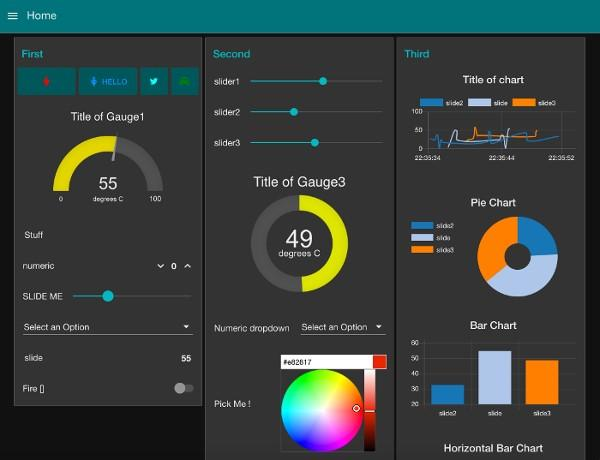 Home
First
HELLO
Title of Gauge1
55
degrees C
0
100
Stuff
numeric
0
SLIDE ME
Select an Option
slide
55
Fire []
Second
slider1
slider2
slider3
Title of Gauge3
49
degrees C
Numeric dropdown
Select an Option
#e82817
Pick Me !
Third
Title of chart
slide2 slide slide3
100
50
0
22:35:34 22:35:44 22:35:52
Pie Chart
slide2
slide
slide3
Bar Chart
60
50
40
30
20
slide2 slide slide3
Horizontal Bar Chart